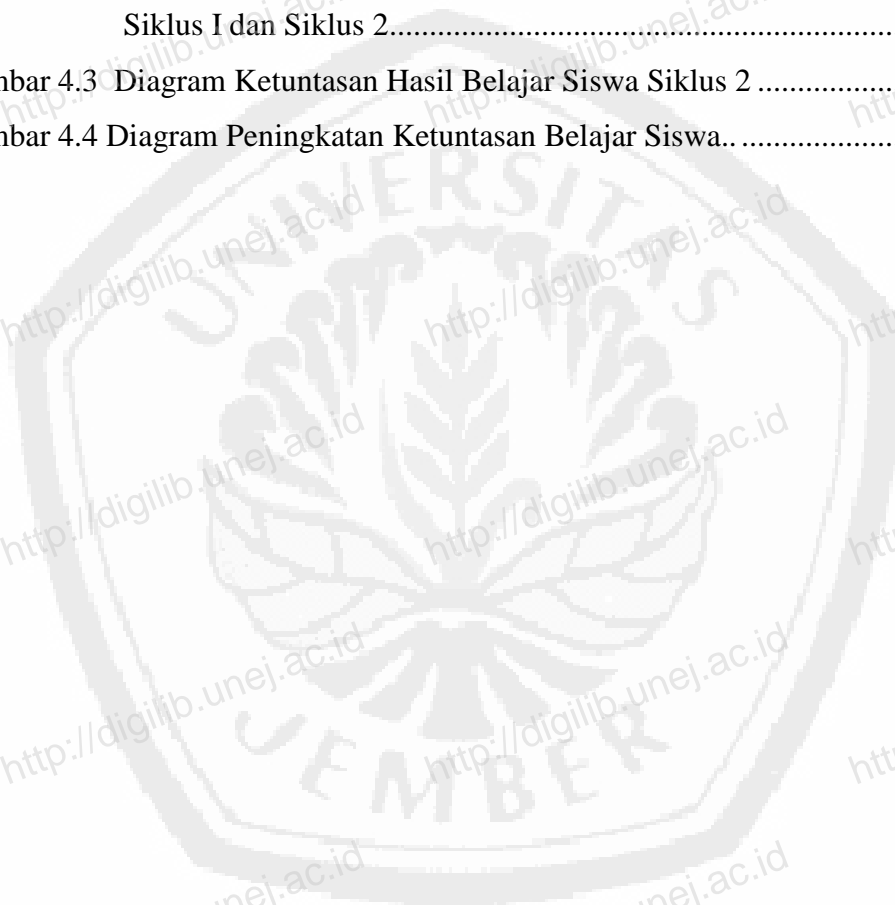 Siklus I dan Siklus 2...............................................................
mbar 4.3 Diagram Ketuntasan Hasil Belajar Siswa Siklus 2 .................
mbar 4.4 Diagram Peningkatan Ketuntasan Belajar Siswa.. ...................
UNIVERSITAS
JEMBER
http://digilib.unej.ac.id
http://digilib.unej.ac.id
http://digilib.unej.ac.id
http://digilib.unej.ac.id
http://digilib.unej.ac.id
http://digilib.unej.ac.id